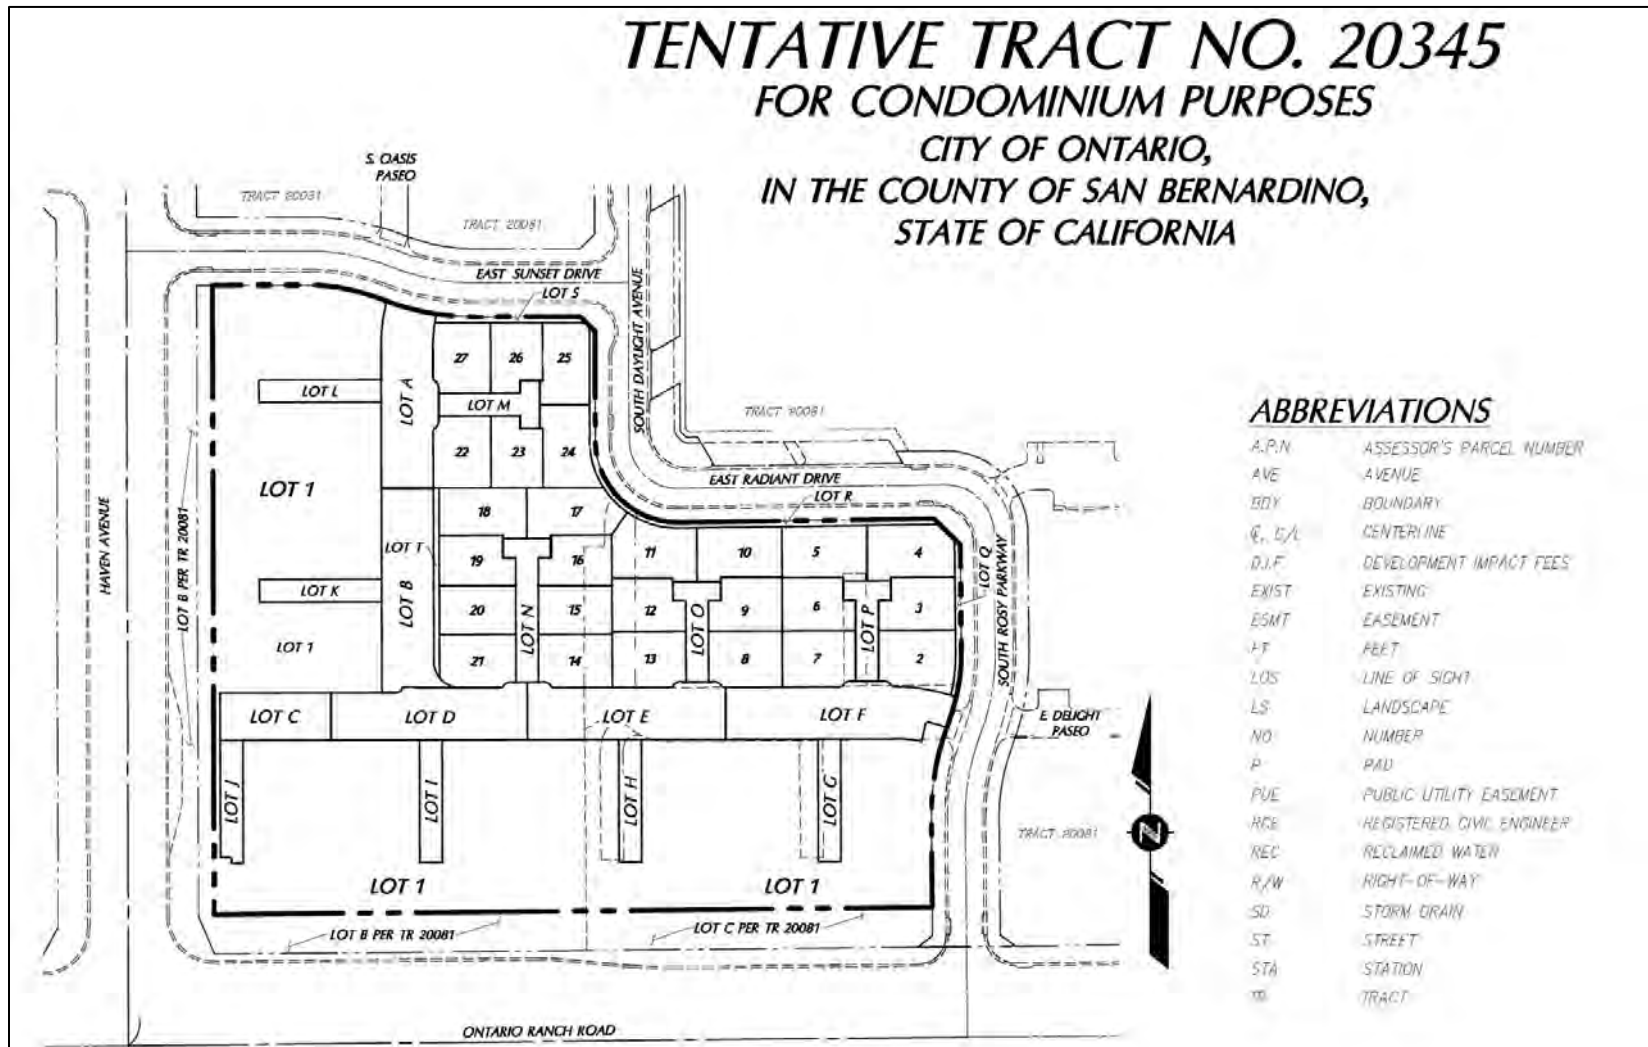 TENTATIVE TRACT NO. 20345
FOR CONDOMINIUM PURPOSES
CITY OF ONTARIO,
IN THE COUNTY OF SAN BERNARDINO,
STATE OF CALIFORNIA
S. OASIS
PASEO
TRACT 20081
TRACT 20081
EAST SUNSET DRIVE
LOT S
SOUTH DAYLIGHT AVENUE
27
26
25
LOT L
LOT A
LOT M
TRACT 20081
22
23
24
EAST RADIANT DRIVE
LOT R
LOT 1
HAVEN AVENUE
LOT B PER TR 20081
18
17
LOT T
19
16
11
10
5
4
LOT Q
SOUTH ROSY PARKWAY
LOT K
LOT B
20
LOT N
15
12
LOT O
9
6
LOT P
3
LOT 1
21
14
13
8
7
2
LOT C
LOT D
LOT E
LOT F
E. DELIGHT
PASEO
LOT J
LOT I
LOT H
LOT G
TRACT 20081
N
LOT 1
LOT 1
LOT B PER TR 20081
LOT C PER TR 20081
ONTARIO RANCH ROAD
ABBREVIATIONS
A.P.N ASSESSOR'S PARCEL NUMBER
AVE AVENUE
BDY BOUNDARY
℄, C/L CENTERLINE
D.I.F. DEVELOPMENT IMPACT FEES
EXIST EXISTING
ESMT EASEMENT
FT FEET
LOS LINE OF SIGHT
LS LANDSCAPE
NO NUMBER
P PAD
PUE PUBLIC UTILITY EASEMENT
RCE REGISTERED CIVIL ENGINEER
REC RECLAIMED WATER
R/W RIGHT-OF-WAY
SD STORM DRAIN
ST STREET
STA STATION
TR TRACT